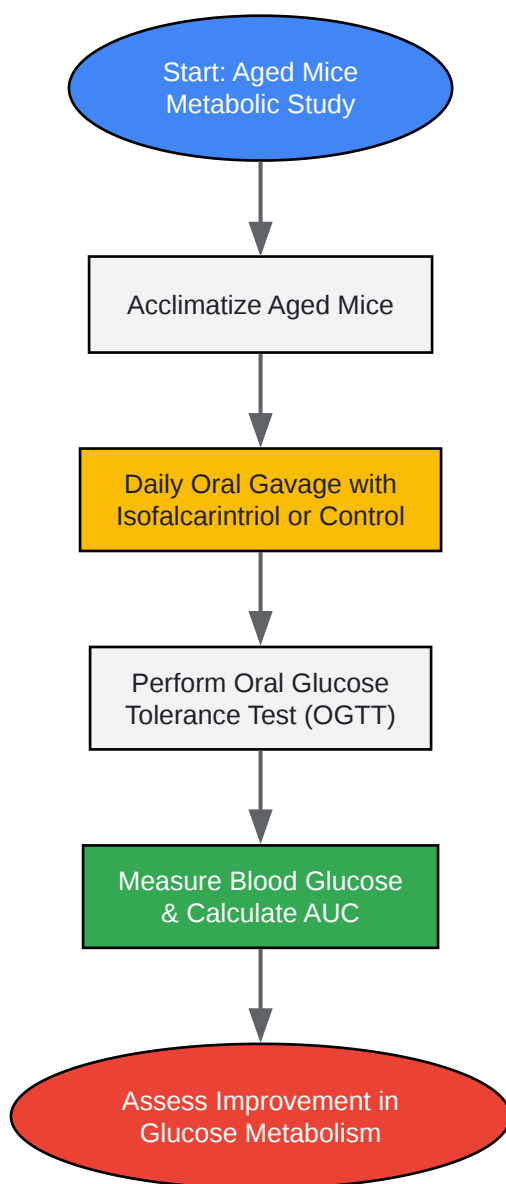 Start: Aged Mice
Metabolic Study
Acclimatize Aged Mice
Daily Oral Gavage with
Isofalcarintriol or Control
Perform Oral Glucose
Tolerance Test (OGTT)
Measure Blood Glucose
& Calculate AUC
Assess Improvement in
Glucose Metabolism